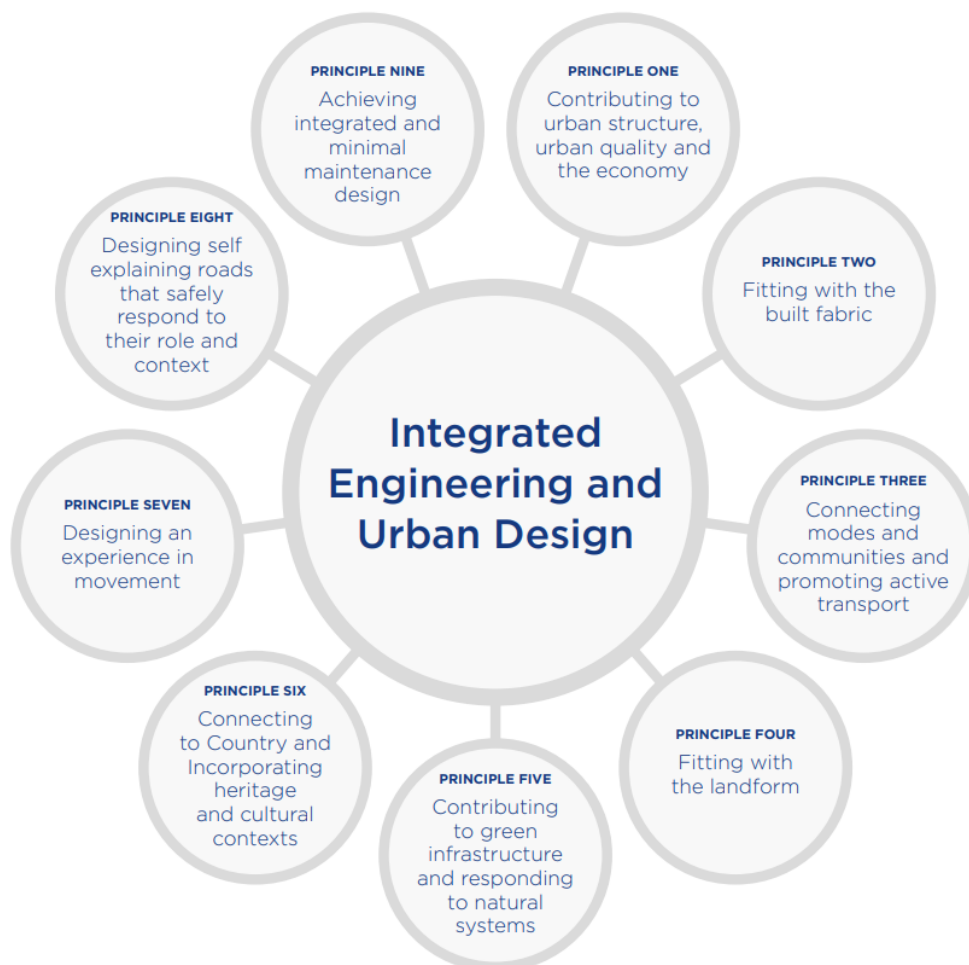 Integrated
Engineering and
Urban Design
PRINCIPLE ONE
Contributing to
urban structure,
urban quality and
the economy
PRINCIPLE TWO
Fitting with the
built fabric
PRINCIPLE THREE
Connecting
modes and
communities and
promoting active
transport
PRINCIPLE FOUR
Fitting with
the landform
PRINCIPLE FIVE
Contributing
to green
infrastructure
and responding
to natural
systems
PRINCIPLE SIX
Connecting
to Country and
Incorporating
heritage
and cultural
contexts
PRINCIPLE SEVEN
Designing an
experience in
movement
PRINCIPLE EIGHT
Designing self
explaining roads
that safely
respond to
their role and
context
PRINCIPLE NINE
Achieving
integrated and
minimal
maintenance
design